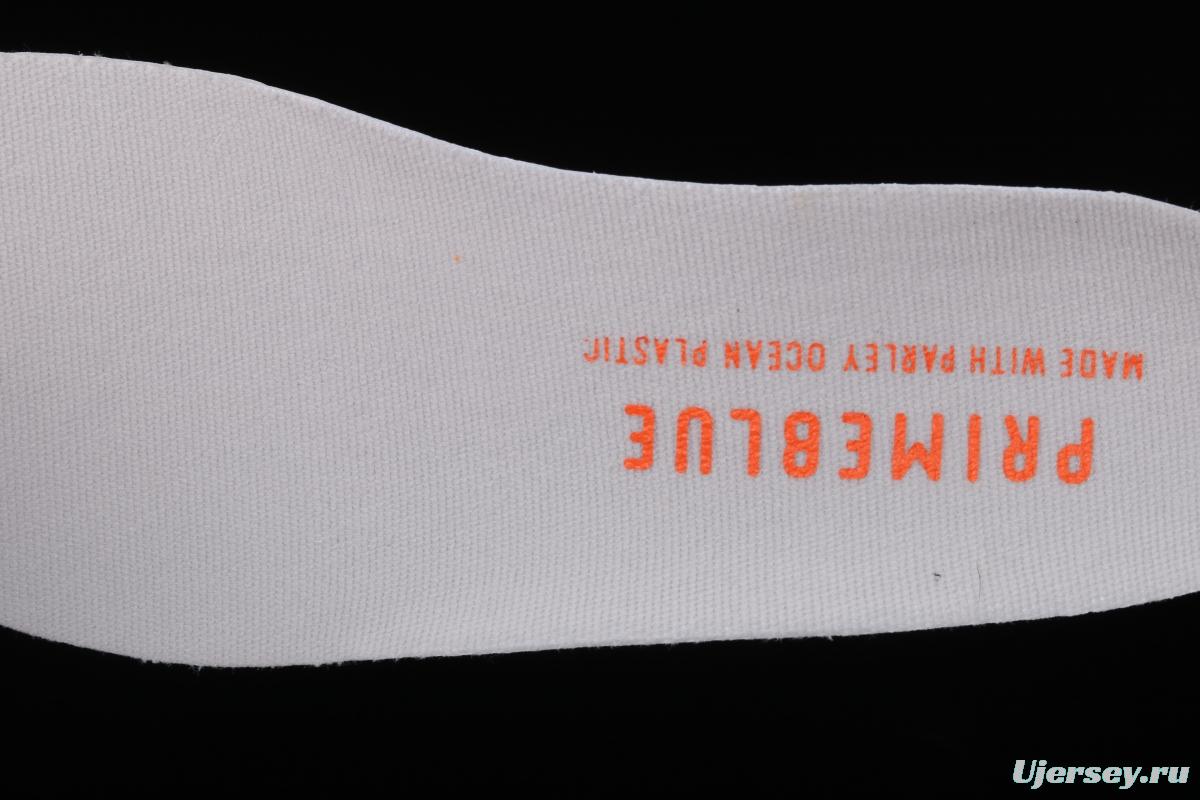 PRIMEBLUE
MADE WITH PARLEY OCEAN PLASTIC
Ujersey.ru